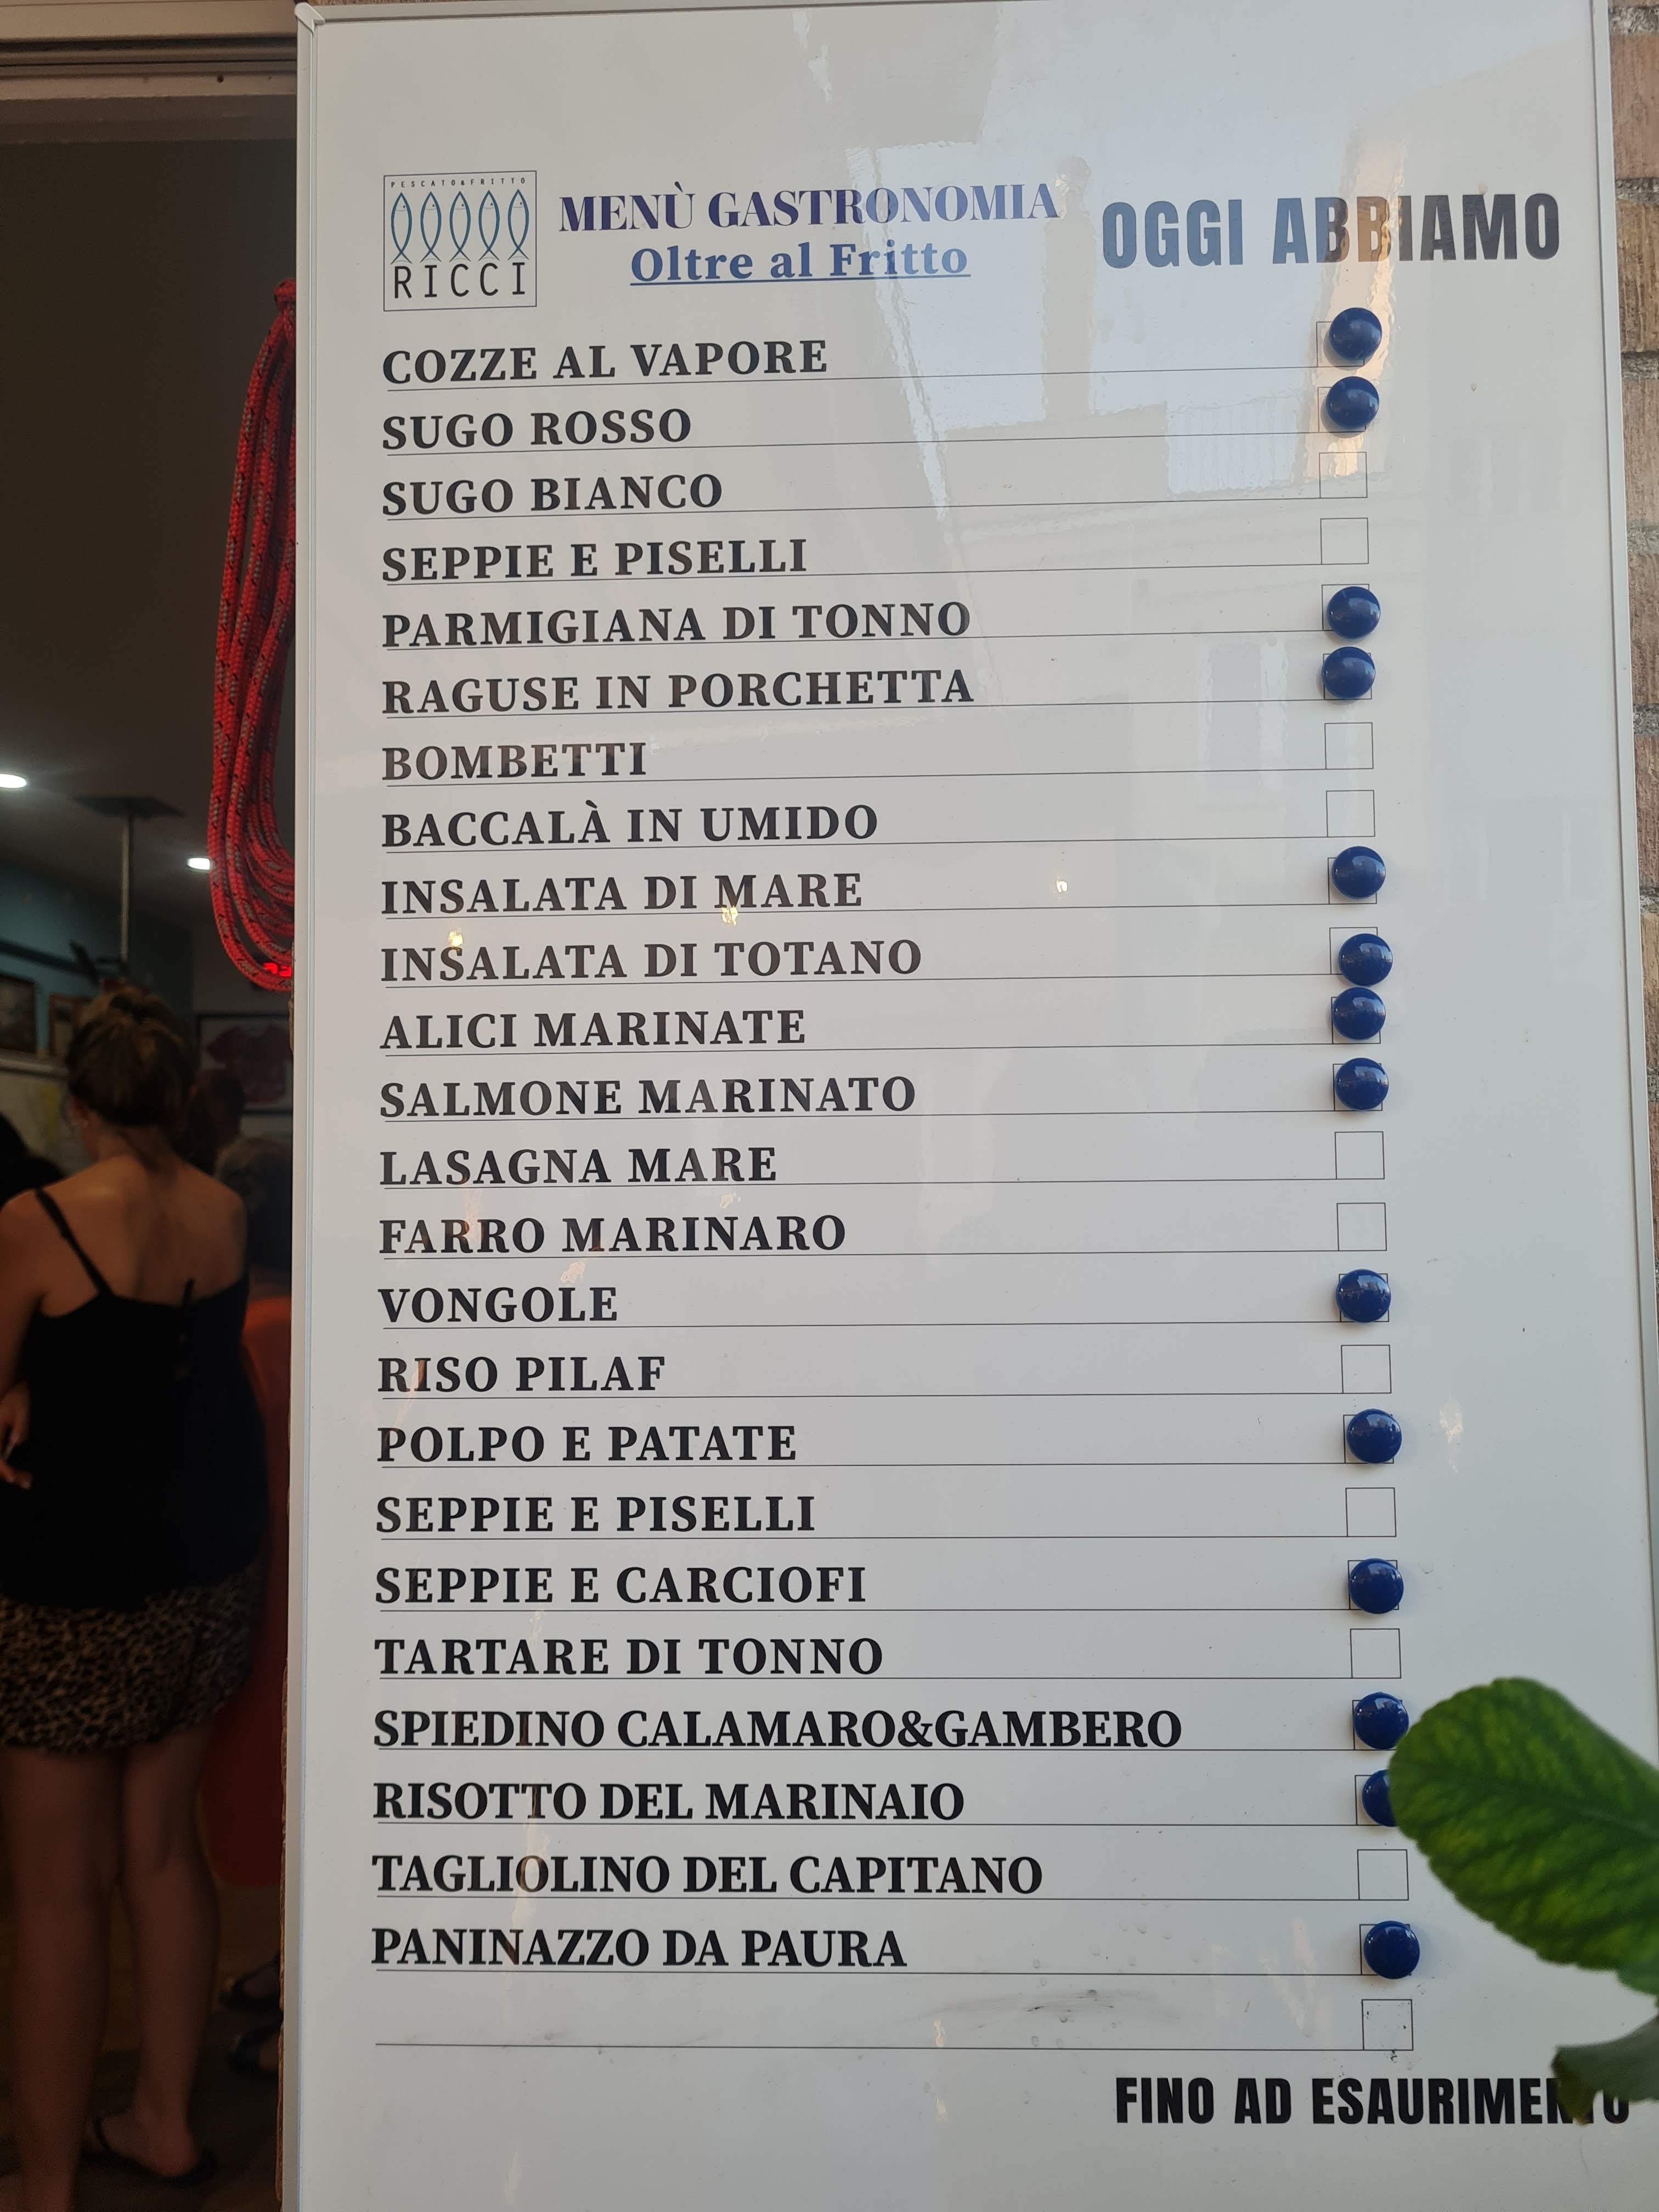 PESCATO&FRITTO
RICCI
MENÙ GASTRONOMIA
Oltre al Fritto
OGGI ABBIAMO
COZZE AL VAPORE
SUGO ROSSO
SUGO BIANCO
SEPPIE E PISELLI
PARMIGIANA DI TONNO
RAGUSE IN PORCHETTA
BOMBETTI
BACCALÀ IN UMIDO
INSALATA DI MARE
INSALATA DI TOTANO
ALICI MARINATE
SALMONE MARINATO
LASAGNA MARE
FARRO MARINARO
VONGOLE
RISO PILAF
POLPO E PATATE
SEPPIE E PISELLI
SEPPIE E CARCIOFI
TARTARE DI TONNO
SPIEDINO CALAMARO&GAMBERO
RISOTTO DEL MARINAIO
TAGLIOLINO DEL CAPITANO
PANINAZZO DA PAURA
FINO AD ESAURIMENTO